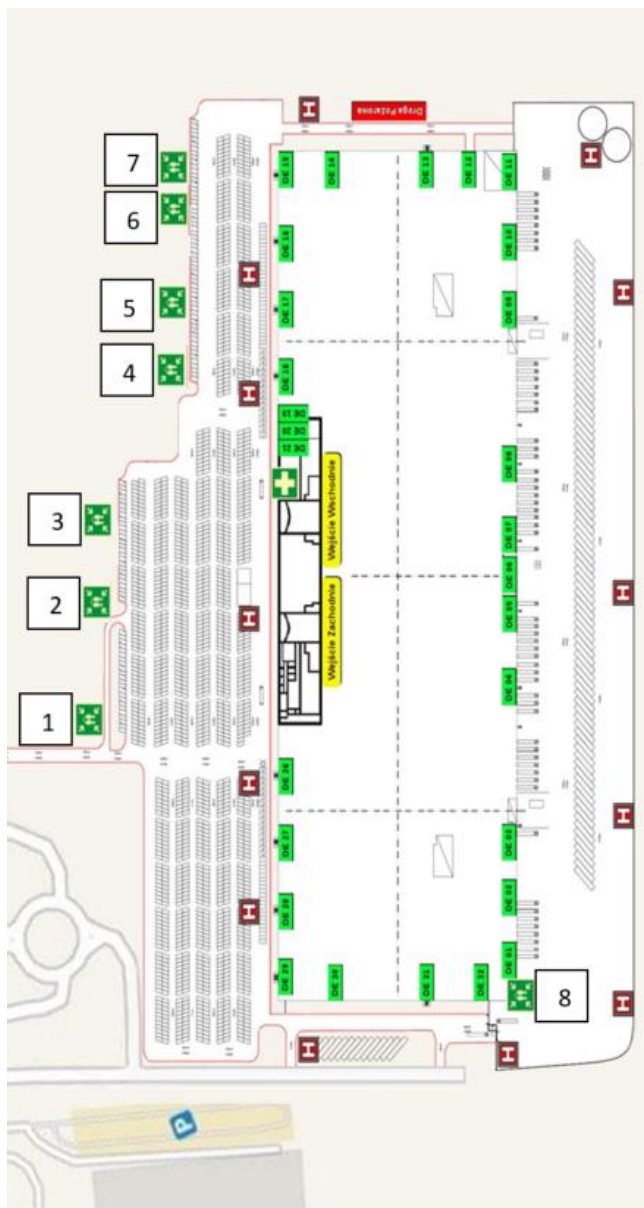 H
Droga Pożarowa
7
DE 15
DE 14
DE 13
DE 12
DE 11
H
6
DE 16
DE 10
5
H
DE 17
DE 09
H
4
H
DE 18
DE 19
DE 20
DE 21
DE 08
3
Wejście Wschodnie
DE 07
2
H
Wejście Zachodnie
DE 06
DE 05
H
1
DE 04
H
DE 26
H
DE 27
DE 03
H
DE 28
DE 02
DE 29
DE 30
DE 31
DE 32
DE 01
8
H
H
H
P